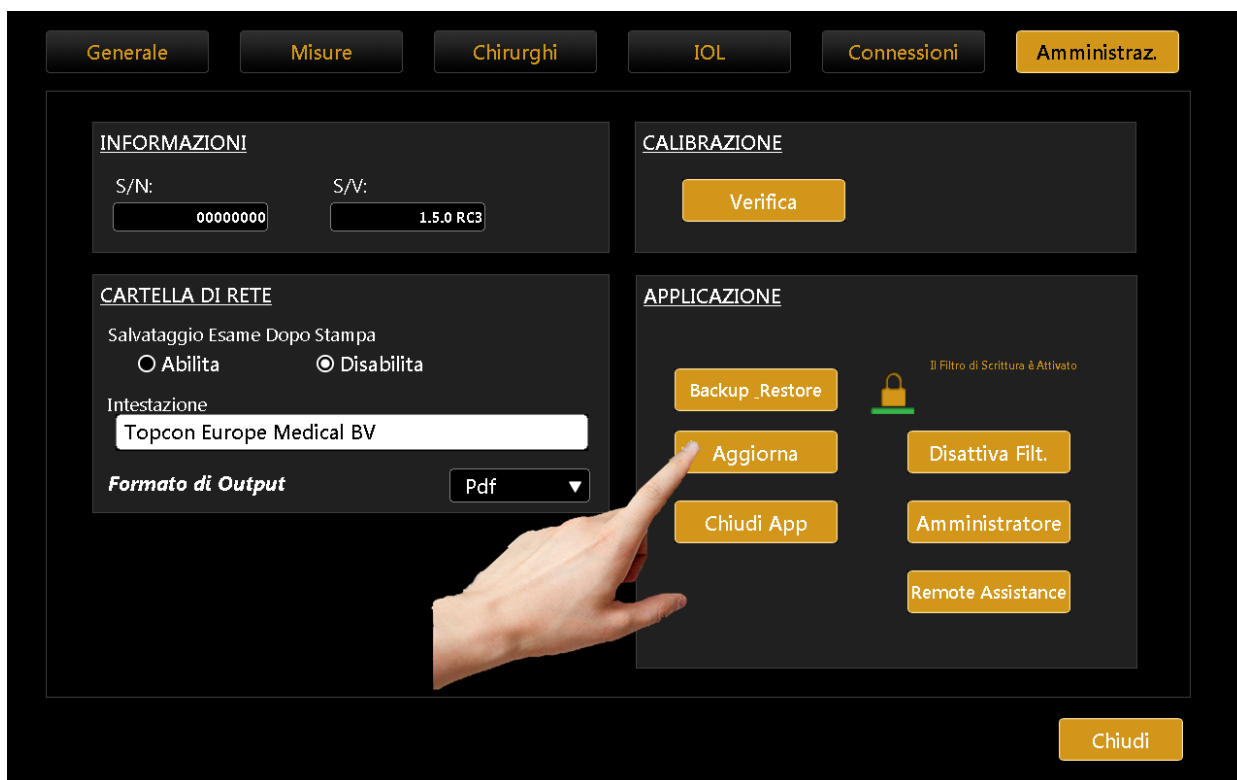 Generale Misure Chirurghi IOL Connessioni Amministraz.
INFORMAZIONI
S/N: S/V:
00000000 1.5.0 RC3
CALIBRAZIONE
Verifica
CARTELLA DI RETE
Salvataggio Esame Dopo Stampa
Abilita Disabilita
Intestazione
Topcon Europe Medical BV
Formato di Output Pdf
APPLICAZIONE
Il Filtro di Scrittura è Attivato
Backup _Restore
Aggiorna Disattiva Filt.
Chiudi App Amministratore
Remote Assistance
Chiudi